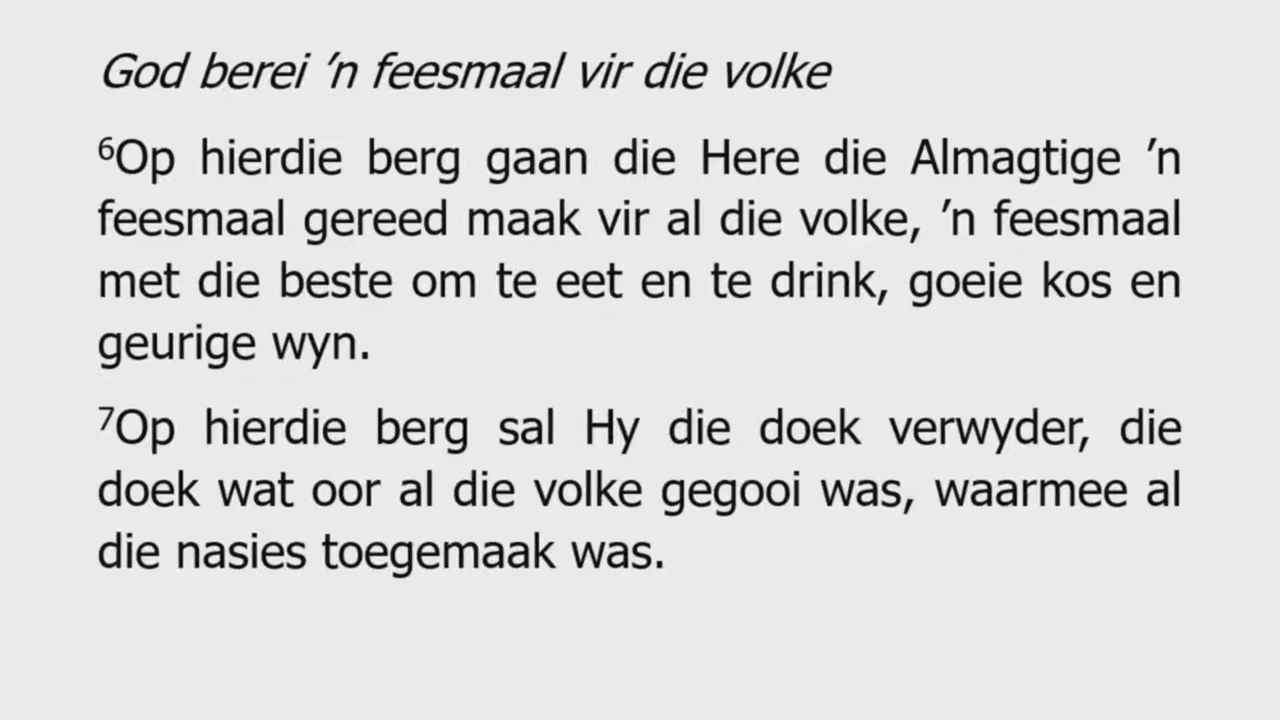 God berei ’n feesmaal vir die volke
⁶Op hierdie berg gaan die Here die Almagtige ’n
feesmaal gereed maak vir al die volke, ’n feesmaal
met die beste om te eet en te drink, goeie kos en
geurige wyn.
⁷Op hierdie berg sal Hy die doek verwyder, die
doek wat oor al die volke gegooi was, waarmee al
die nasies toegemaak was.